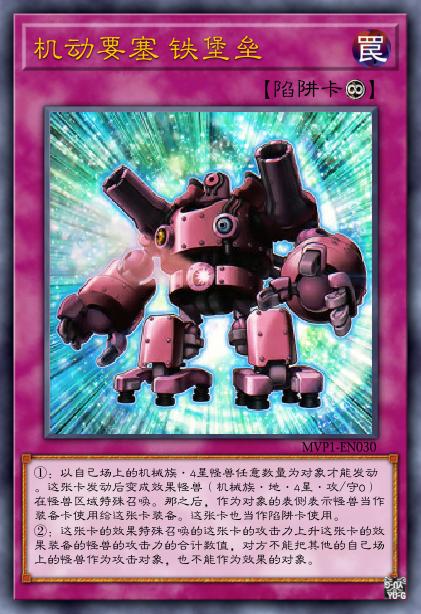 机动要塞 铁堡垒
罠
【陷阱卡♾】
MVP1-EN030
①：以自己场上的机械族·4星怪兽任意数量为对象才能发动
。这张卡发动后变成效果怪兽（机械族·地·4星·攻/守0）
在怪兽区域特殊召唤。那之后，作为对象的表侧表示怪兽当作
装备卡使用给这张卡装备。这张卡也当作陷阱卡使用。
②：这张卡的效果特殊召唤的这张卡的攻击力上升这张卡的效
果装备的怪兽的攻击力的合计数值，对方不能把其他的自己场
上的怪兽作为攻击对象，也不能作为效果的对象。